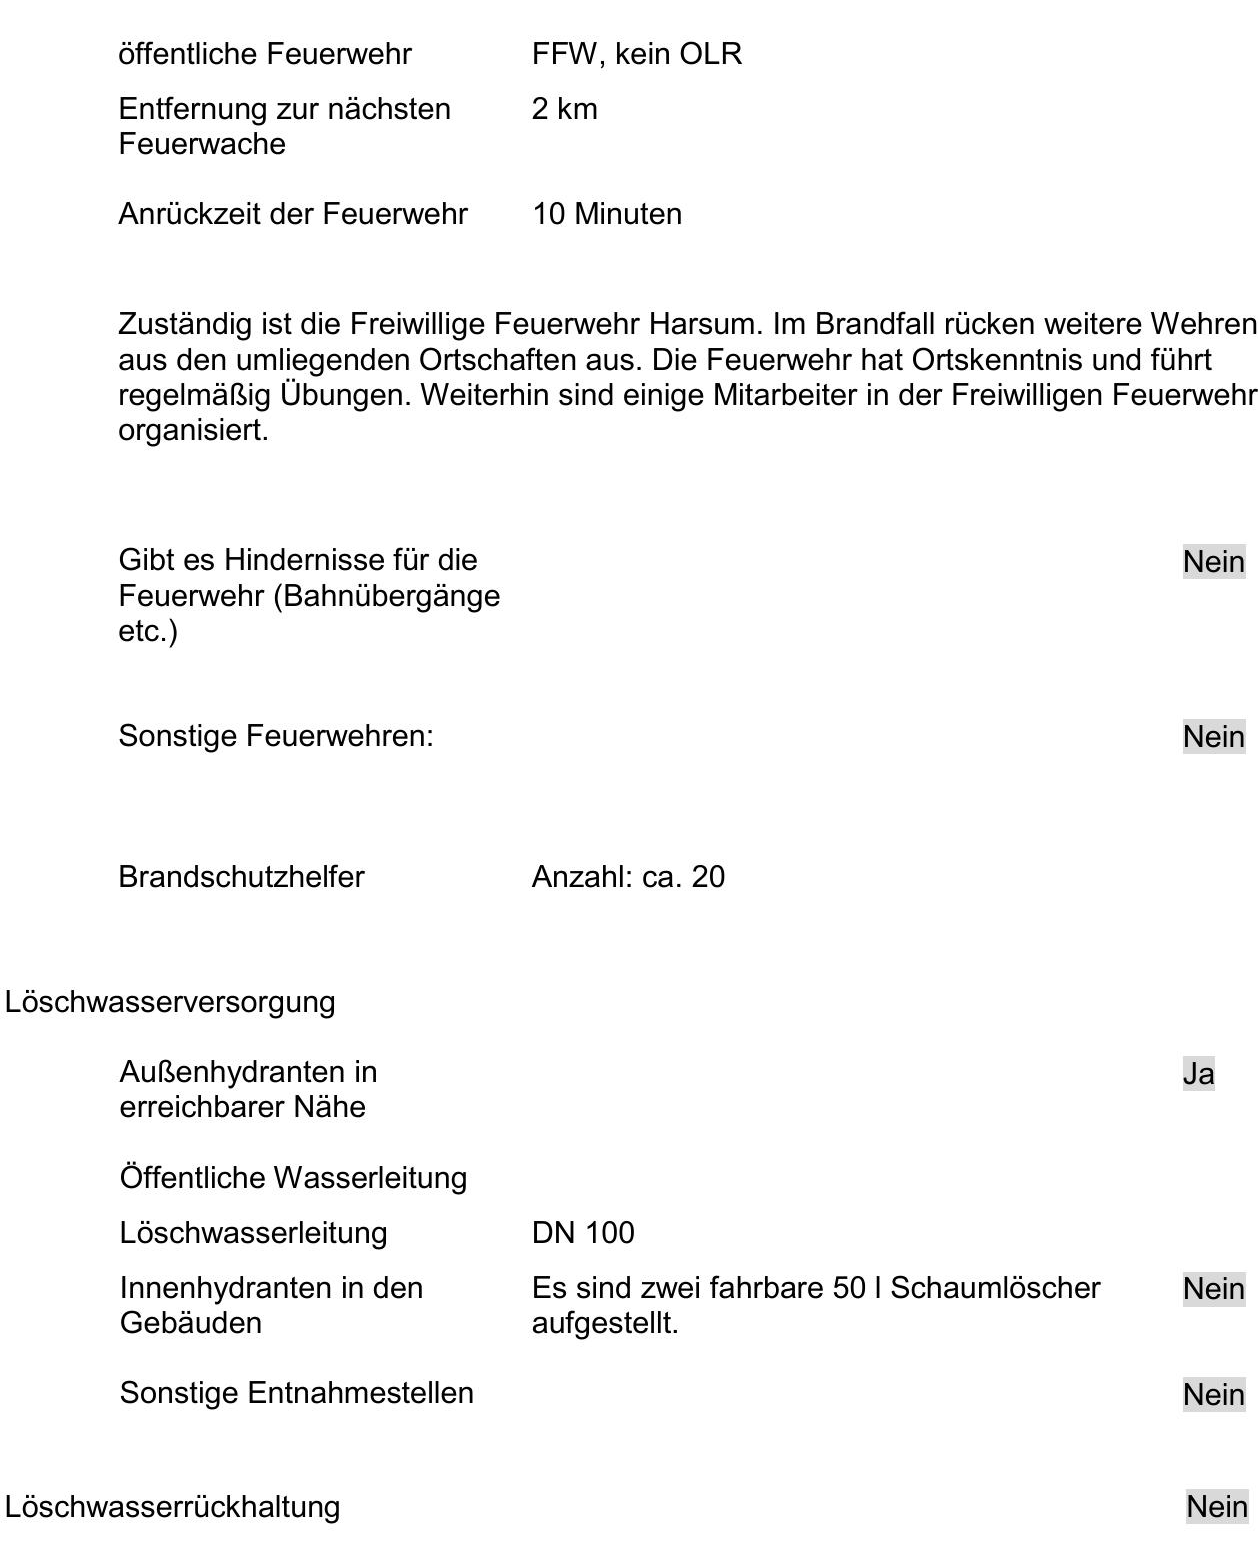 öffentliche Feuerwehr FFW, kein OLR
Entfernung zur nächsten 2 km
Feuerwache
Anrückzeit der Feuerwehr 10 Minuten
Zuständig ist die Freiwillige Feuerwehr Harsum. Im Brandfall rücken weitere Wehren
aus den umliegenden Ortschaften aus. Die Feuerwehr hat Ortskenntnis und führt
regelmäßig Übungen. Weiterhin sind einige Mitarbeiter in der Freiwilligen Feuerwehr
organisiert.
Gibt es Hindernisse für die Nein
Feuerwehr (Bahnübergänge
etc.)
Sonstige Feuerwehren: Nein
Brandschutzhelfer Anzahl: ca. 20
Löschwasserversorgung
Außenhydranten in Ja
erreichbarer Nähe
Öffentliche Wasserleitung
Löschwasserleitung DN 100
Innenhydranten in den Es sind zwei fahrbare 50 l Schaumlöscher Nein
Gebäuden aufgestellt.
Sonstige Entnahmestellen Nein
Löschwasserrückhaltung Nein